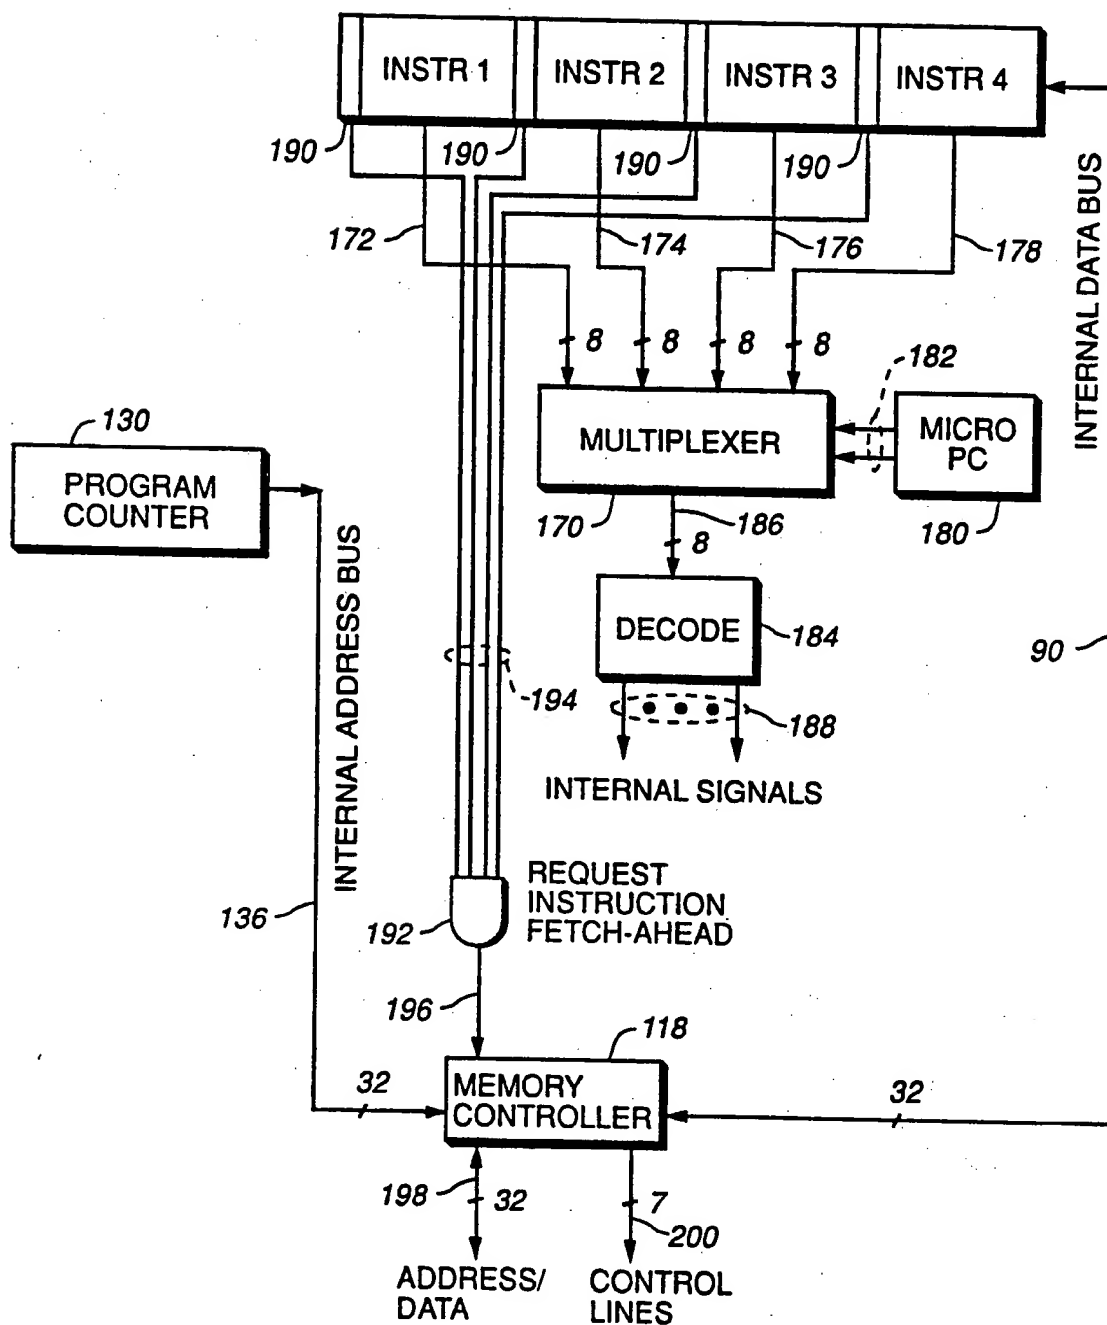 INSTR 1 INSTR 2 INSTR 3 INSTR 4
190 190 190 190
172 174 176 178
INTERNAL DATA BUS
8 8 8 8
182
130
PROGRAM
COUNTER
MULTIPLEXER
MICRO
PC
170 186 180
8
INTERNAL ADDRESS BUS
DECODE 184
90
194
188
INTERNAL SIGNALS
REQUEST
INSTRUCTION
FETCH-AHEAD
136
192
196
118
32
MEMORY
CONTROLLER
32
198
32
7
200
ADDRESS/
DATA
CONTROL
LINES